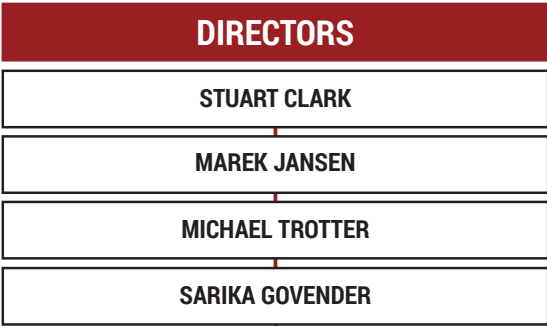 DIRECTORS
STUART CLARK
MAREK JANSEN
MICHAEL TROTTER
SARIKA GOVENDER